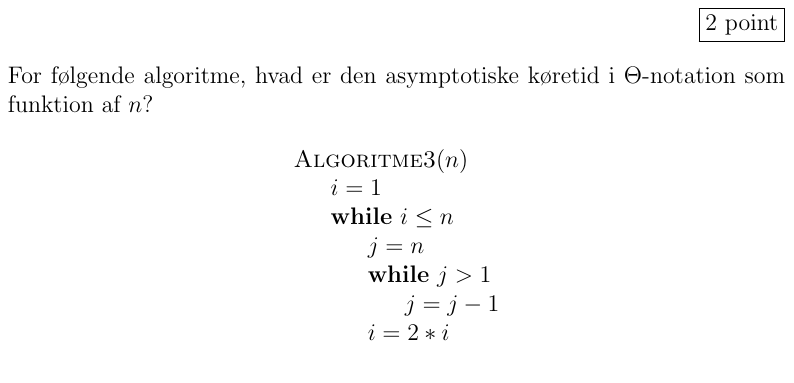 2 point
For følgende algoritme, hvad er den asymptotiske køretid i Θ-notation som
funktion af n?
ALGORITME3(n)
i = 1
while i ≤ n
j = n
while j > 1
j = j − 1
i = 2 ∗ i